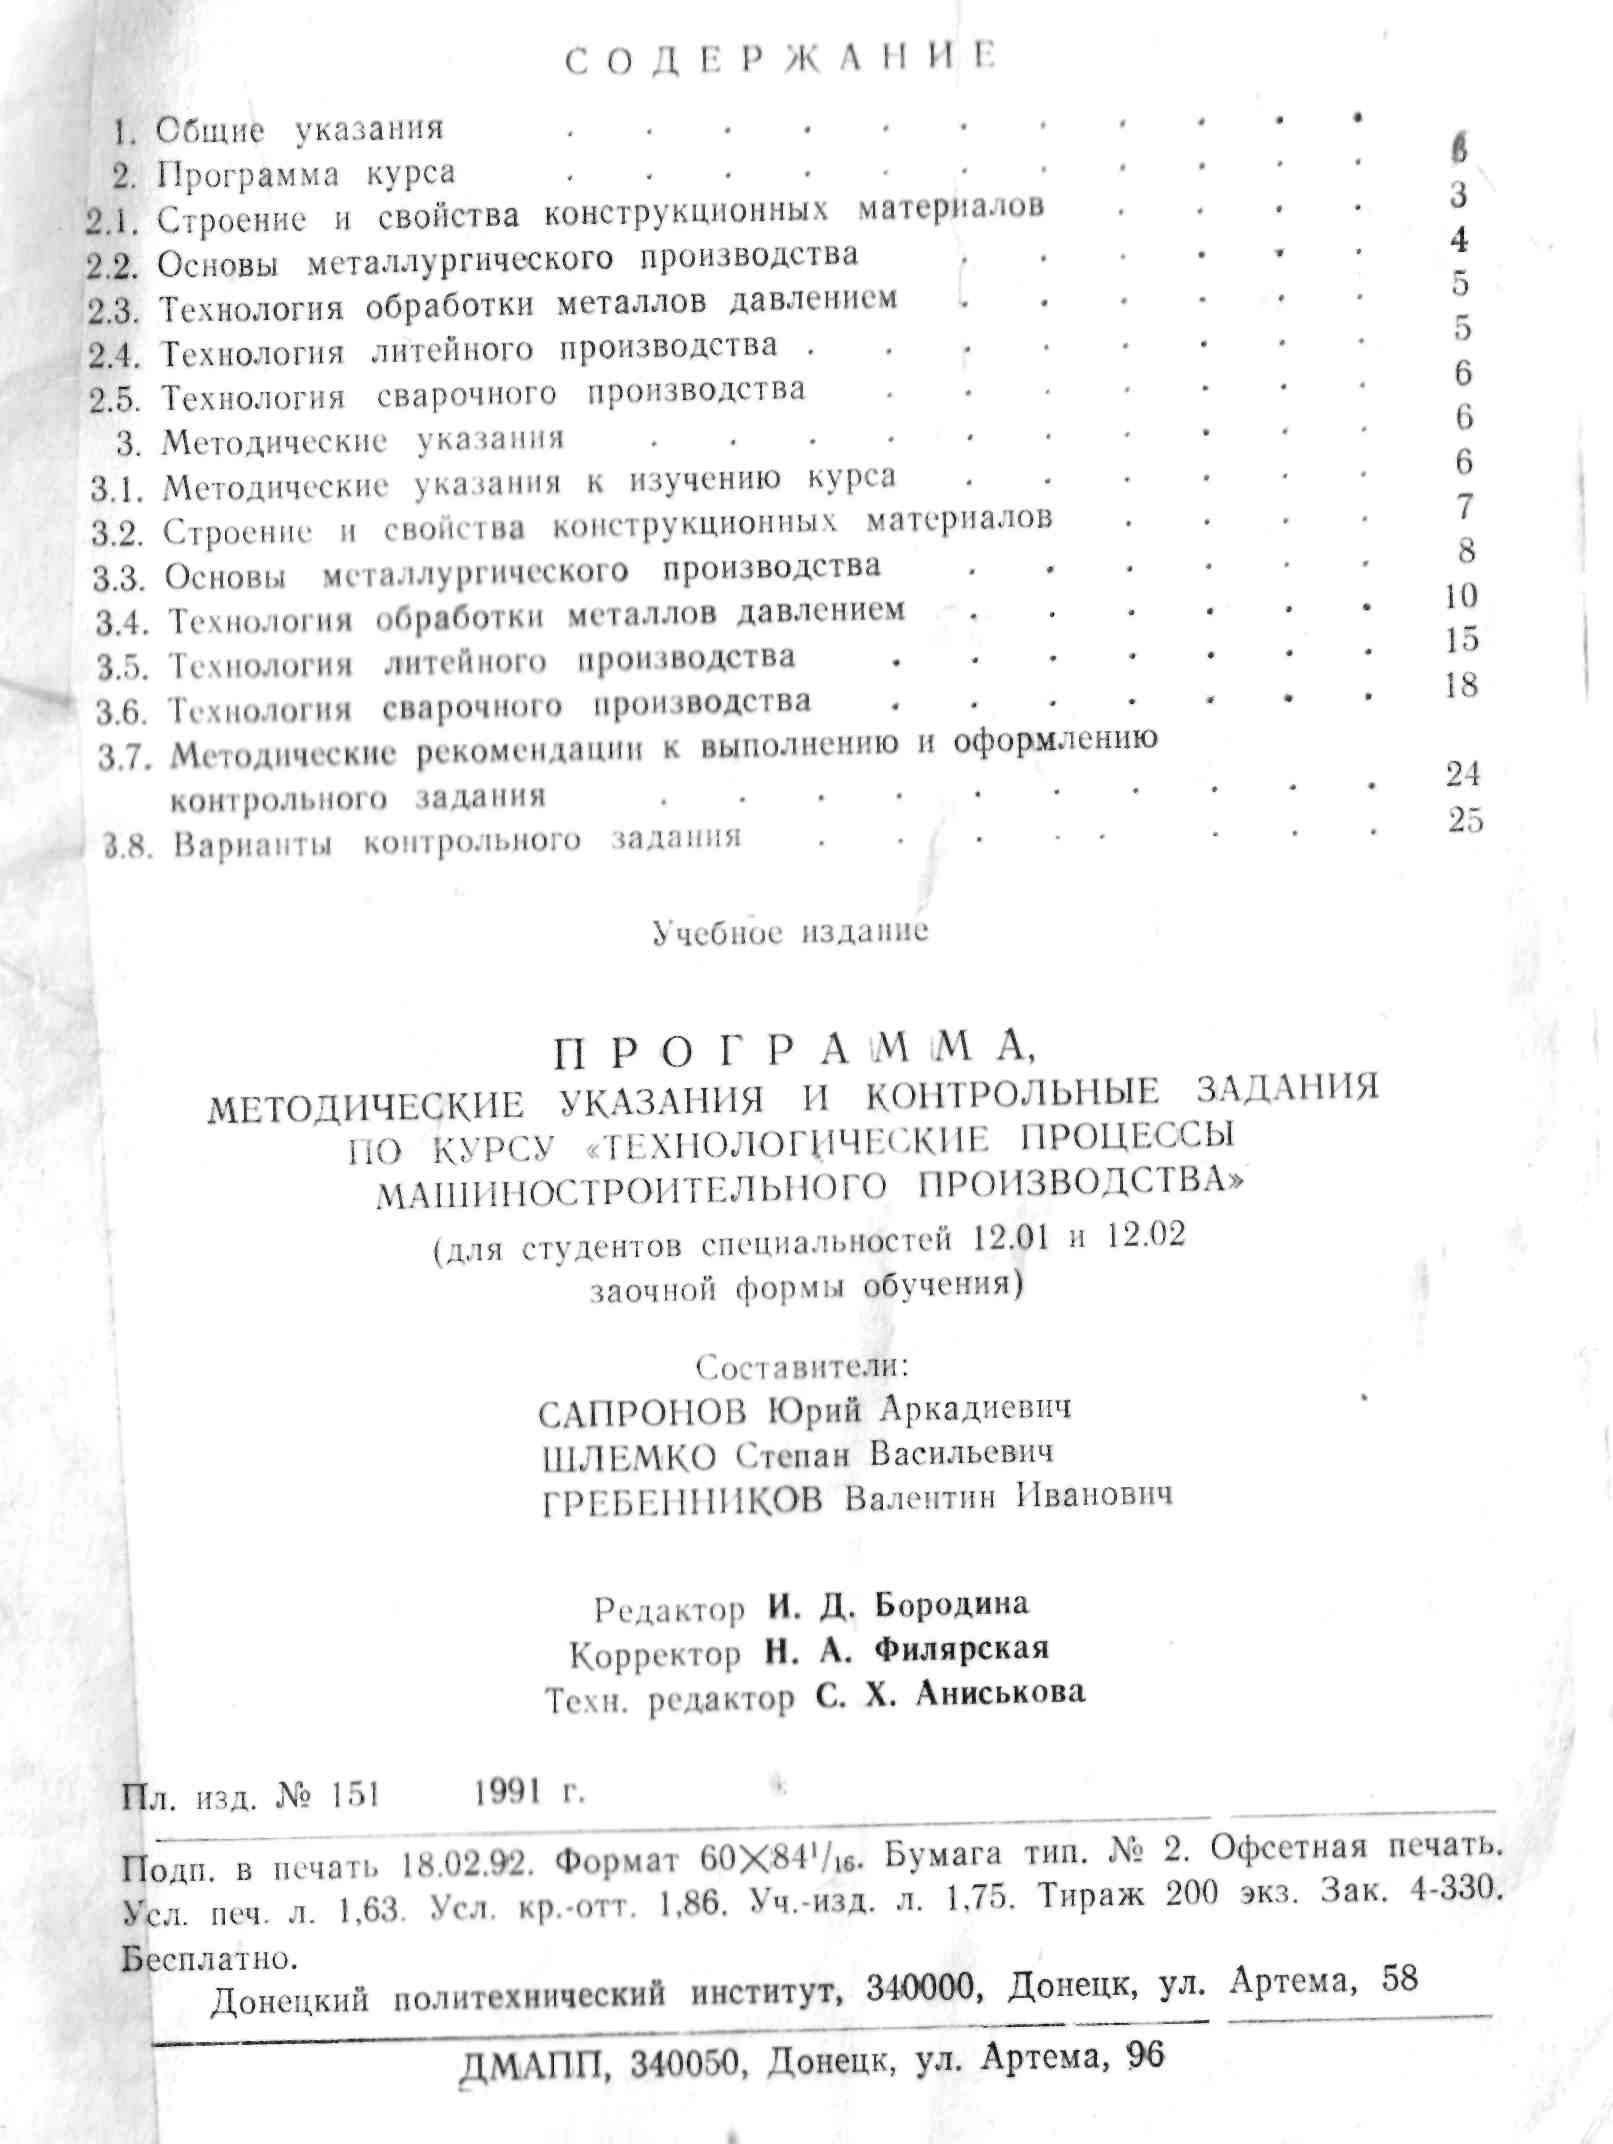 СОДЕРЖАНИЕ
1. Общие указания . . . . . . . . . . .
2. Программа курса . . . . . . . . . . .
2.1. Строение и свойства конструкционных материалов . . . . 3
2.2. Основы металлургического производства . . . . . . 4
2.3. Технология обработки металлов давлением . . . . . . 5
2.4. Технология литейного производства . . . . . . . . 5
2.5. Технология сварочного производства . . . . . . . 6
3. Методические указания . . . . . . . . . . 6
3.1. Методические указания к изучению курса . . . . . . 6
3.2. Строение и свойства конструкционных материалов . . . . 7
3.3. Основы металлургического производства . . . . . . 8
3.4. Технология обработки металлов давлением . . . . . . 10
3.5. Технология литейного производства . . . . . . . 15
3.6. Технология сварочного производства . . . . . . . 18
3.7. Методические рекомендации к выполнению и оформлению
контрольного задания . . . . . . . . . . 24
3.8. Варианты контрольного задания . . . . . . . . 25
Учебное издание
ПРОГРАММА,
МЕТОДИЧЕСКИЕ УКАЗАНИЯ И КОНТРОЛЬНЫЕ ЗАДАНИЯ
ПО КУРСУ «ТЕХНОЛОГИЧЕСКИЕ ПРОЦЕССЫ
МАШИНОСТРОИТЕЛЬНОГО ПРОИЗВОДСТВА»
(для студентов специальностей 12.01 и 12.02
заочной формы обучения)
Составители:
САПРОНОВ Юрий Аркадиевич
ШЛЕМКО Степан Васильевич
ГРЕБЕННИКОВ Валентин Иванович
Редактор И. Д. Бородина
Корректор Н. А. Филярская
Техн. редактор С. Х. Аниськова
Пл. изд. № 151 1991 г.
Подп. в печать 18.02.92. Формат 60X84¹/₁₆. Бумага тип. № 2. Офсетная печать.
Усл. печ. л. 1,63. Усл. кр.-отт. 1,86. Уч.-изд. л. 1,75. Тираж 200 экз. Зак. 4-330.
Бесплатно.
Донецкий политехнический институт, 340000, Донецк, ул. Артема, 58
ДМАПП, 340050, Донецк, ул. Артема, 96